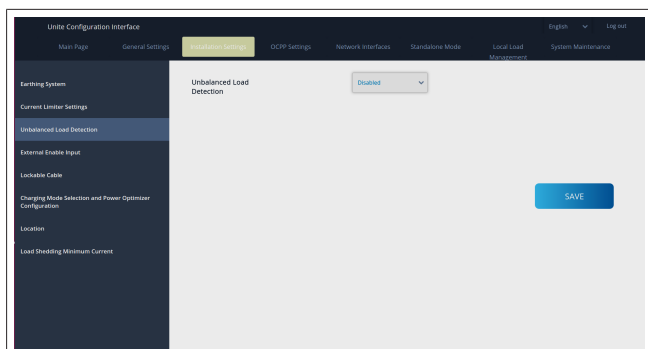 Unite Configuration Interface
English
Log out
Main Page
General Settings
Installation Settings
OCPP Settings
Network Interfaces
Standalone Mode
Local Load
Management
System Maintenance
Earthing System
Current Limiter Settings
Unbalanced Load Detection
External Enable Input
Lockable Cable
Charging Mode Selection and Power Optimizer
Configuration
Location
Load Shedding Minimum Current
Unbalanced Load
Detection
Disabled
SAVE